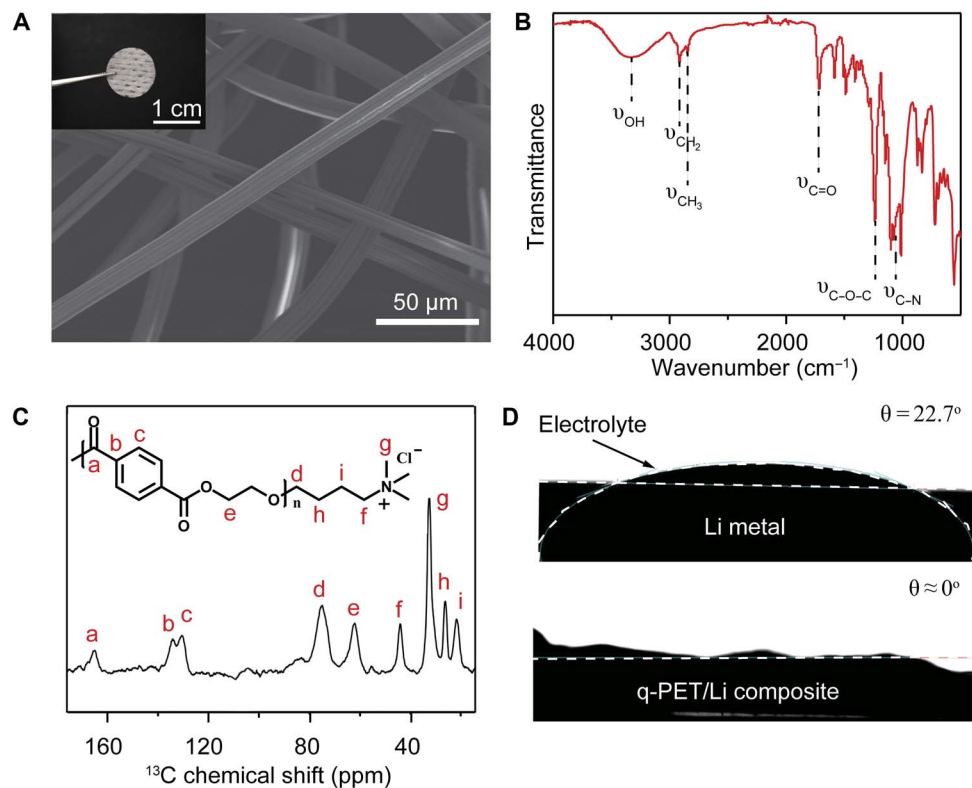 A
1 cm
50 μm
B
Transmittance
υOH
υCH2
υCH3
υC=O
υC–O–C
υC–N
4000 3000 2000 1000
Wavenumber (cm⁻¹)
C
O
a
b
c
O
O
e
O
n
d
h
i
f
N
+
g
Cl⁻
a
b
c
d
e
f
g
h
i
160 120 80 40
¹³C chemical shift (ppm)
D
Electrolyte
θ = 22.7°
Li metal
θ ≈ 0°
q-PET/Li composite